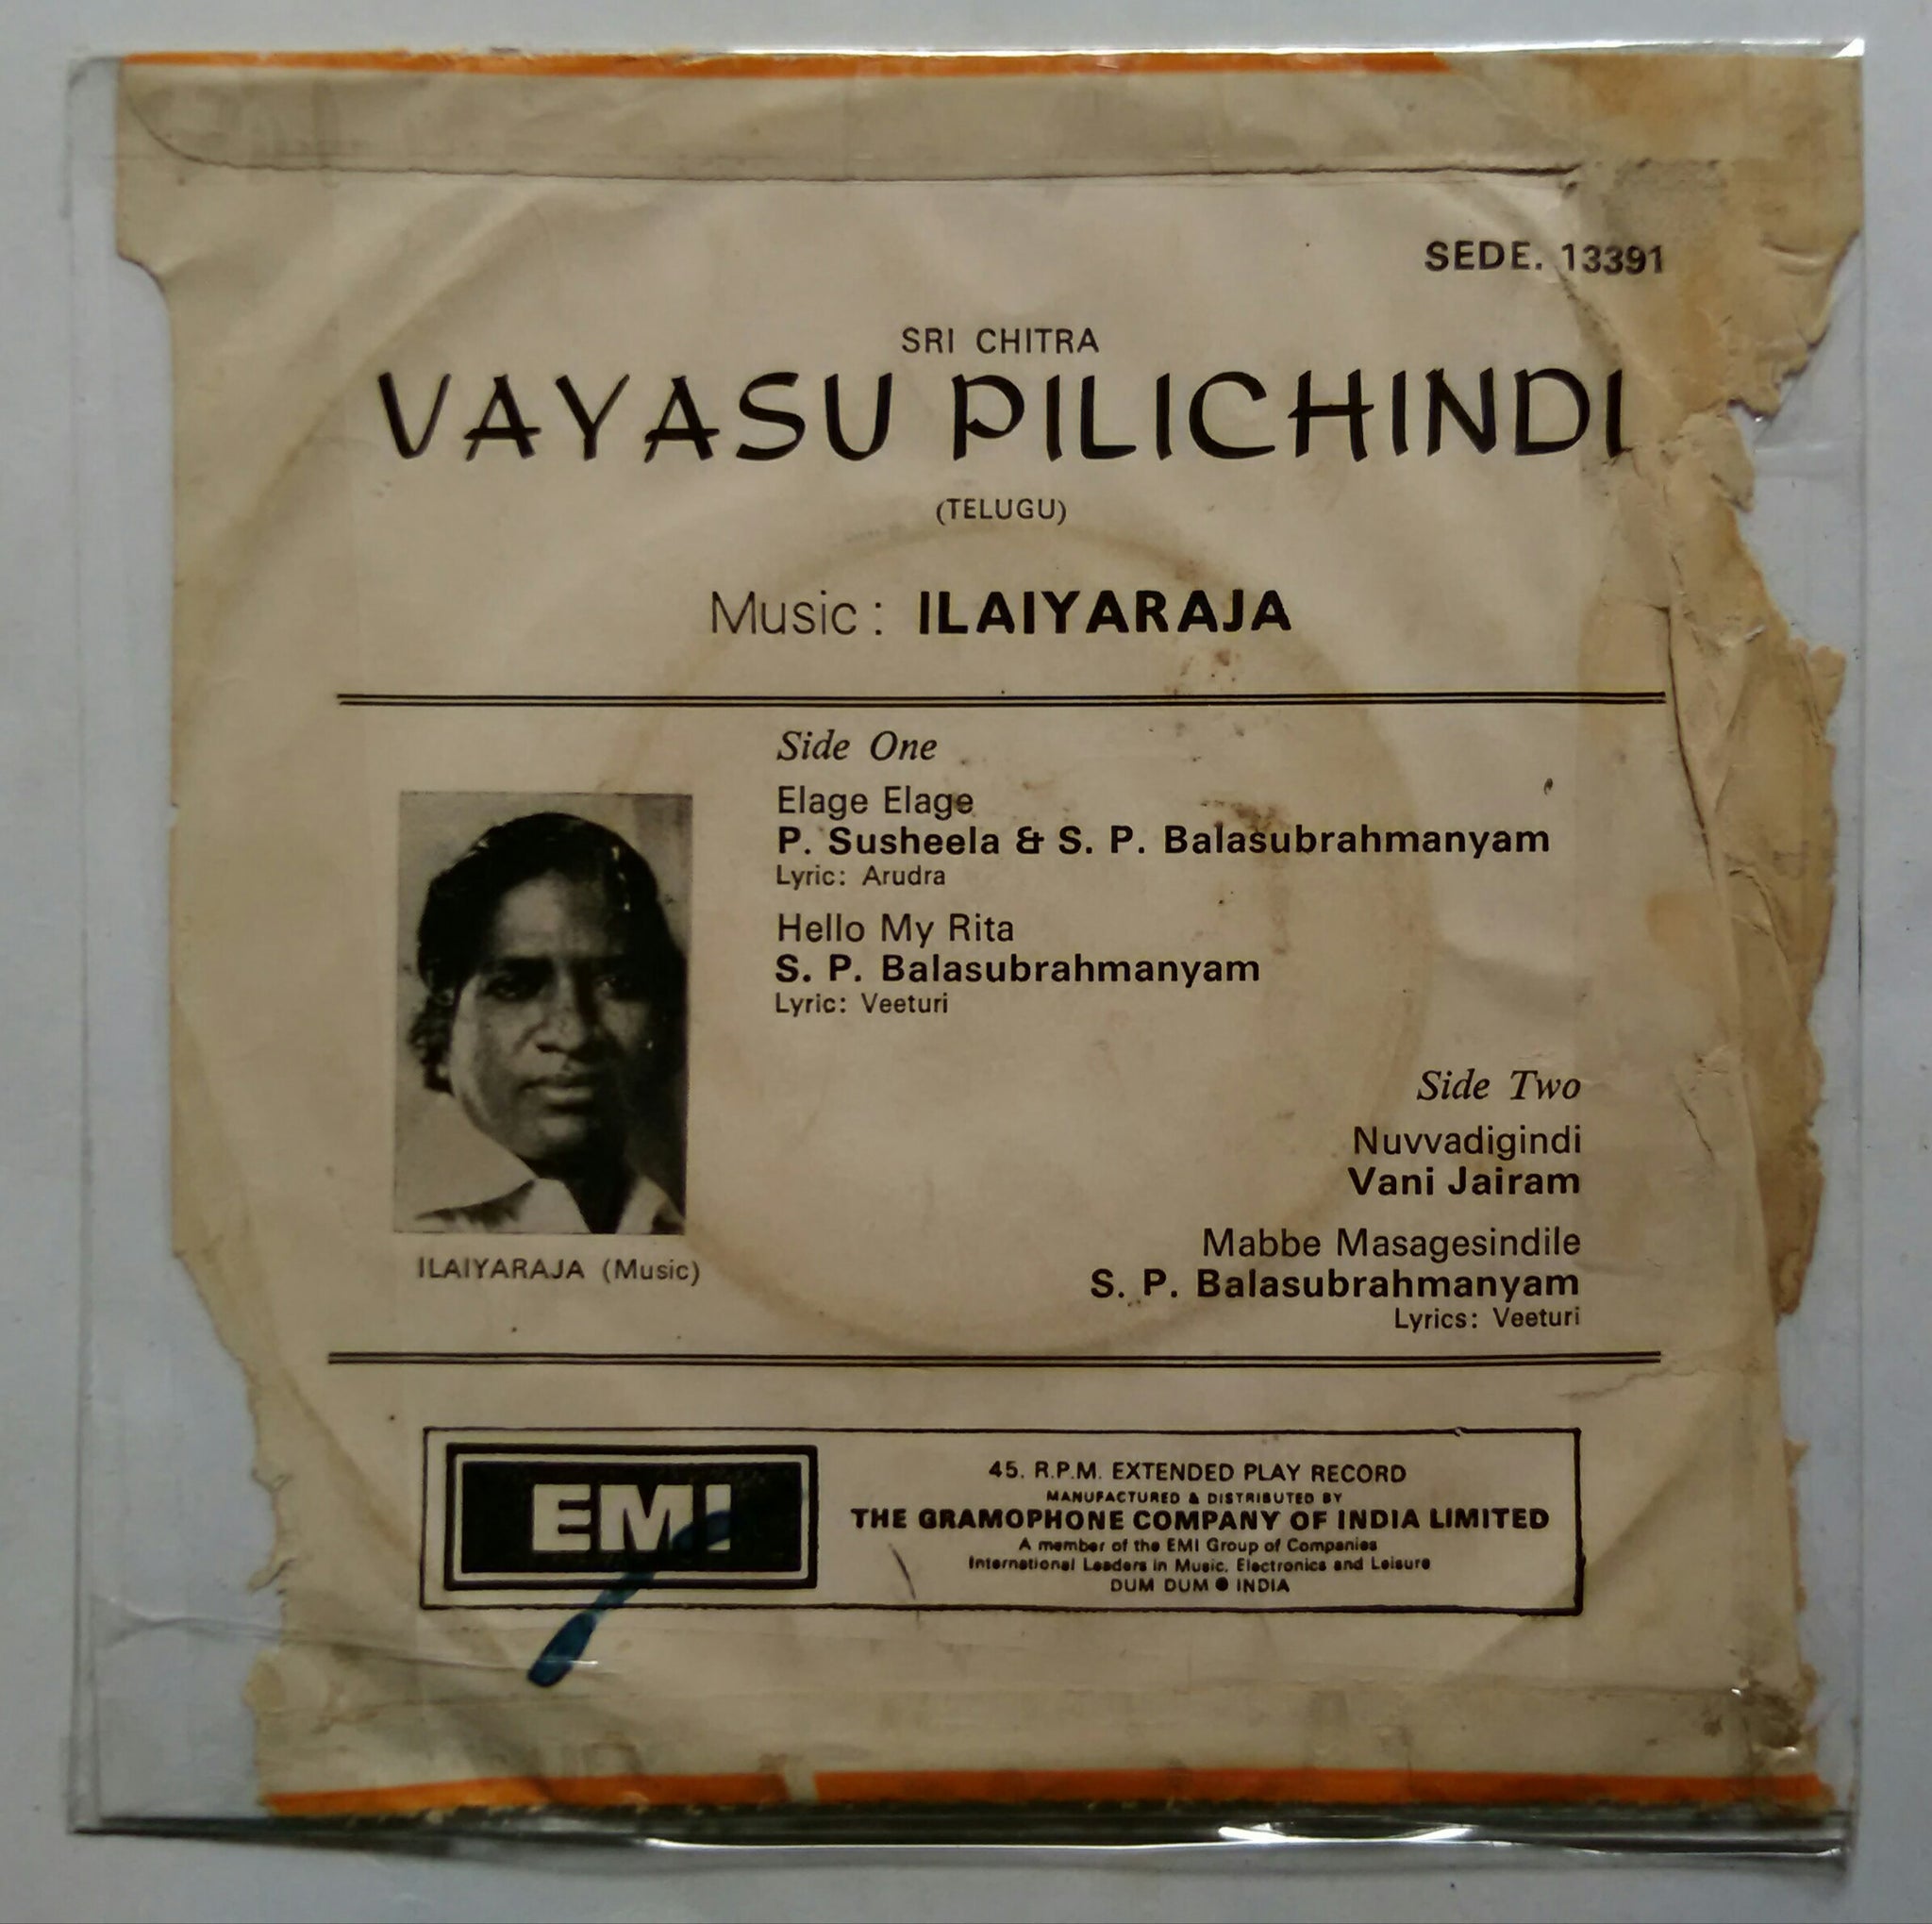 SEDE. 13391
SRI CHITRA
VAYASU PILICHINDI
(TELUGU)
Music : ILAIYARAJA
Side One
Elage Elage
P. Susheela & S. P. Balasubrahmanyam
Lyric: Arudra
Hello My Rita
S. P. Balasubrahmanyam
Lyric: Veeturi
ILAIYARAJA (Music)
Side Two
Nuvvadigindi
Vani Jairam
Mabbe Masagesindile
S. P. Balasubrahmanyam
Lyrics: Veeturi
EMI
45. R.P.M. EXTENDED PLAY RECORD
MANUFACTURED & DISTRIBUTED BY
THE GRAMOPHONE COMPANY OF INDIA LIMITED
A member of the EMI Group of Companies
International Leaders in Music, Electronics and Leisure
DUM DUM ● INDIA